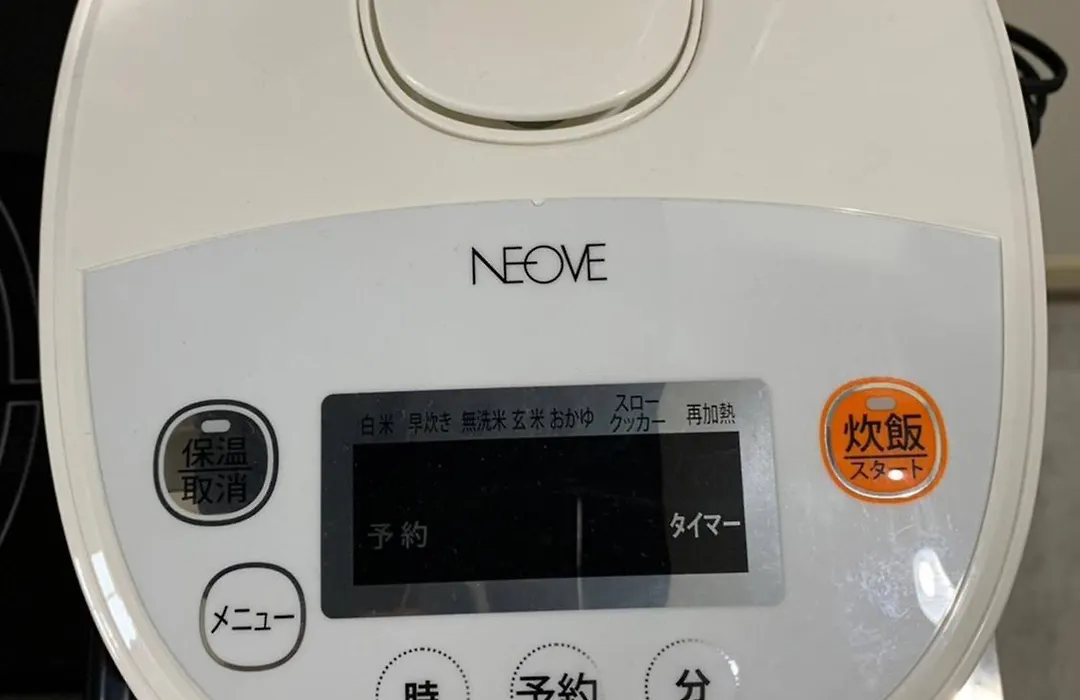 NEOVE
白米 早炊き 無洗米 玄米 おかゆ スロークッカー 再加熱
保温
取消
炊飯
スタート
予約 タイマー
メニュー
時 予約 分